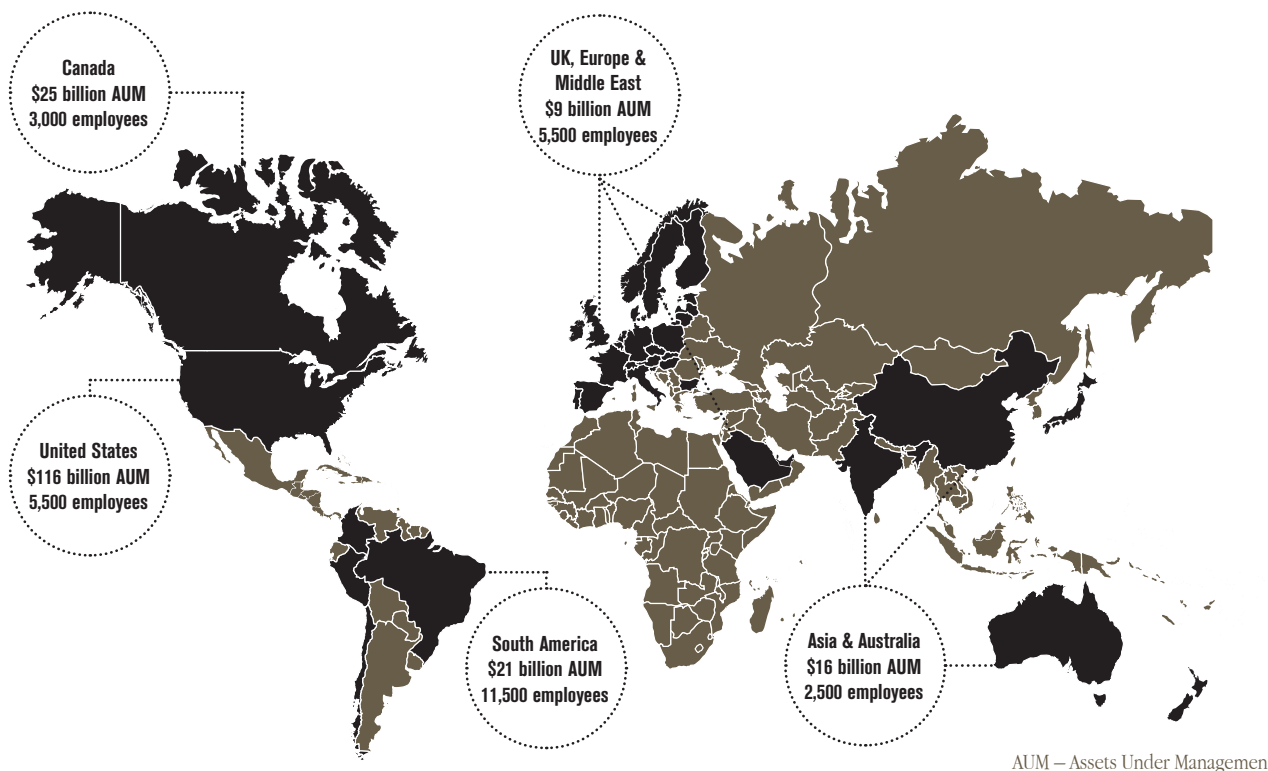 Canada
$25 billion AUM
3,000 employees
UK, Europe &
Middle East
$9 billion AUM
5,500 employees
United States
$116 billion AUM
5,500 employees
South America
$21 billion AUM
11,500 employees
Asia & Australia
$16 billion AUM
2,500 employees
AUM – Assets Under Managemen